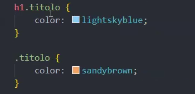 h1.titolo {
color: lightskyblue;
}
.titolo {
color: sandybrown;
}